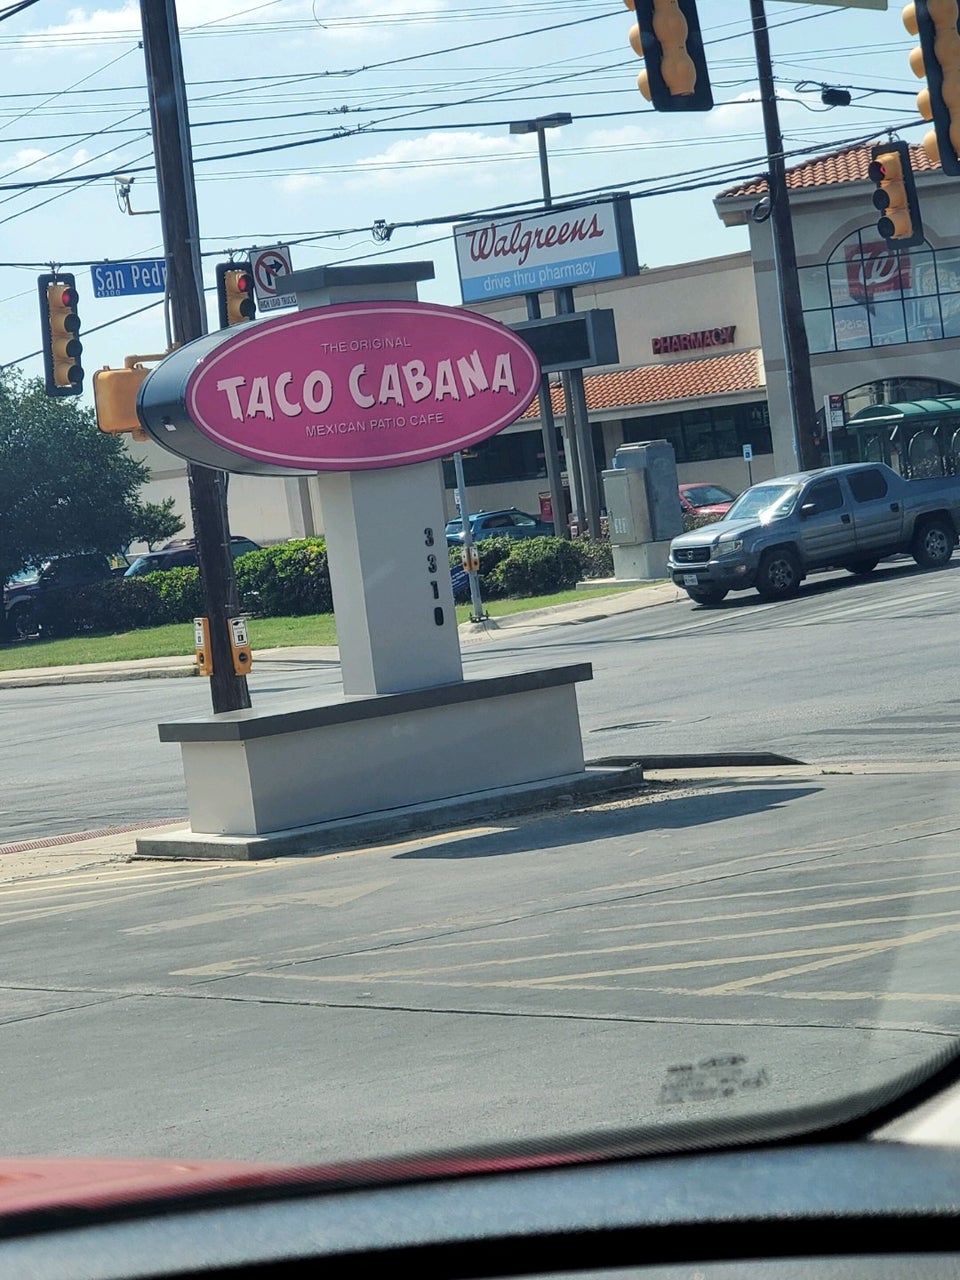 San Pedr
Walgreens
drive thru pharmacy
PHARMACY
THE ORIGINAL
TACO CABANA
MEXICAN PATIO CAFE
3310